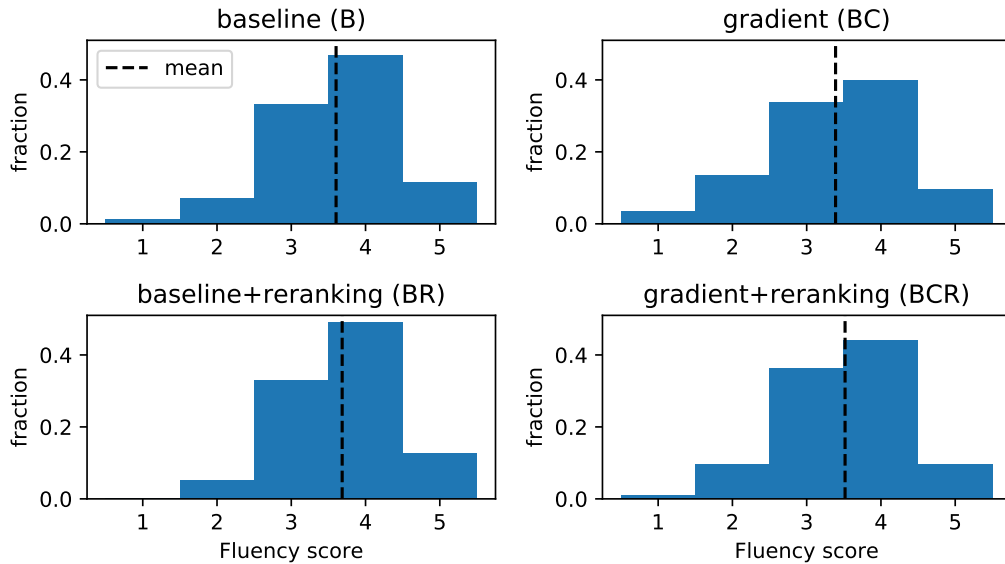 baseline (B)
fraction
0.4
0.2
0.0
mean
1 2 3 4 5
gradient (BC)
fraction
0.4
0.2
0.0
1 2 3 4 5
baseline+reranking (BR)
fraction
0.4
0.2
0.0
1 2 3 4 5
Fluency score
gradient+reranking (BCR)
fraction
0.4
0.2
0.0
1 2 3 4 5
Fluency score